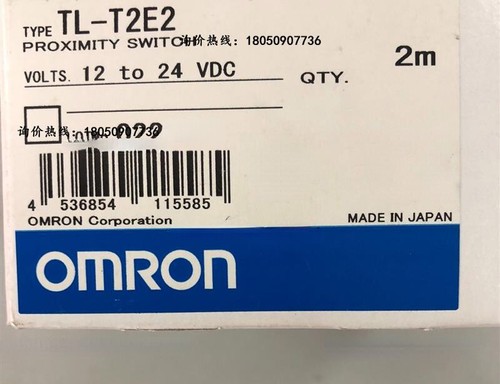 TYPE TL-T2E2
PROXIMITY SWITCH 询价热线：18050907736
VOLTS. 12 to 24 VDC QTY. 2m
询价热线：18050907736
4 536854 115585
OMRON Corporation MADE IN JAPAN
OMRON